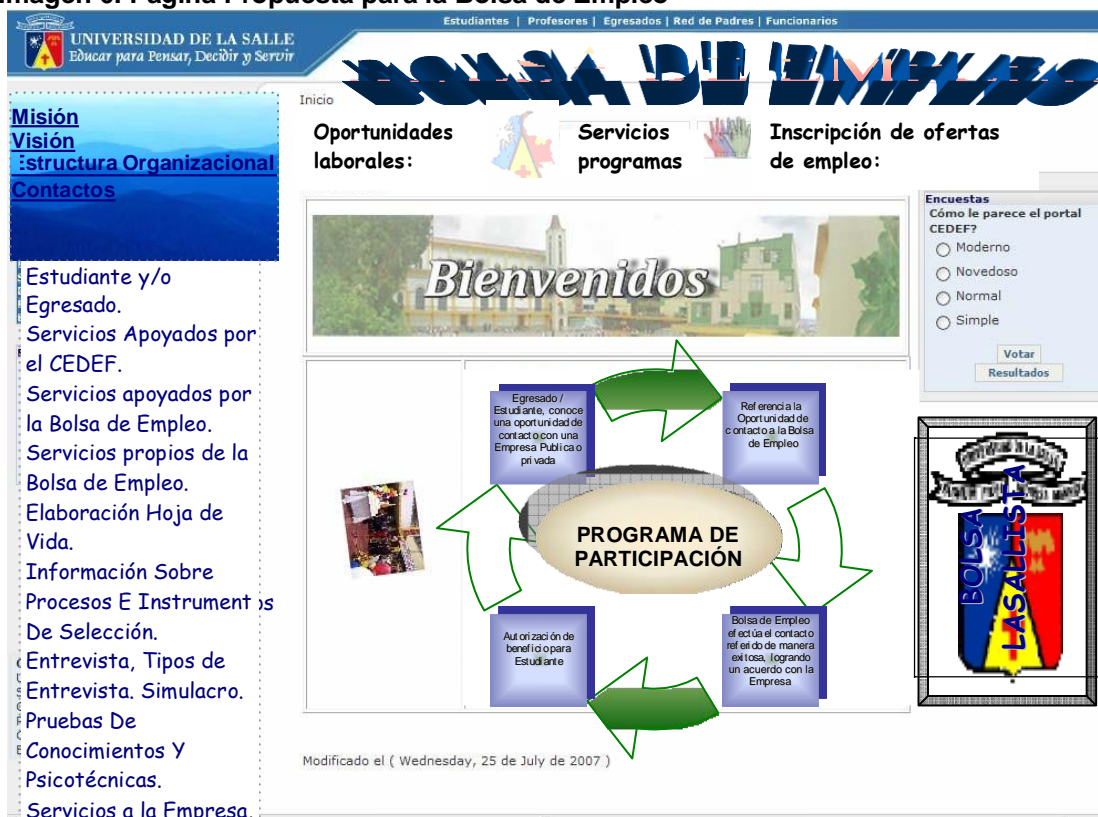 Imagen 6. Página Propuesta para la Bolsa de Empleo
Estudiantes | Profesores | Egresados | Red de Padres | Funcionarios
UNIVERSIDAD DE LA SALLE
Educar para Pensar, Decidir y Servir
BOLSA DE EMPLEO
Inicio
Misión
Visión
Estructura Organizacional
Contactos
Oportunidades
laborales:
Servicios
programas
Inscripción de ofertas
de empleo:
Estudiante y/o
Egresado.
Servicios Apoyados por
el CEDEF.
Servicios apoyados por
la Bolsa de Empleo.
Servicios propios de la
Bolsa de Empleo.
Elaboración Hoja de
Vida.
Información Sobre
Procesos E Instrumentos
De Selección.
Entrevista, Tipos de
Entrevista. Simulacro.
Pruebas De
Conocimientos Y
Psicotécnicas.
Servicios a la Empresa.
Bienvenidos
Encuestas
Cómo le parece el portal
CEDEF?
Moderno
Novedoso
Normal
Simple
Votar
Resultados
Egresado /
Estudiante, conoce
una oportunidad de
contacto con una
Empresa Publica o
privada
Referencia la
Oportunidad de
contacto a la Bolsa
de Empleo
PROGRAMA DE
PARTICIPACIÓN
Autorización de
beneficio para
Estudiante
Bolsa de Empleo
efectúa el contacto
referido de manera
exitosa, logrando
un acuerdo con la
Empresa
BOLSA
LASALLISTA
Modificado el ( Wednesday, 25 de July de 2007 )